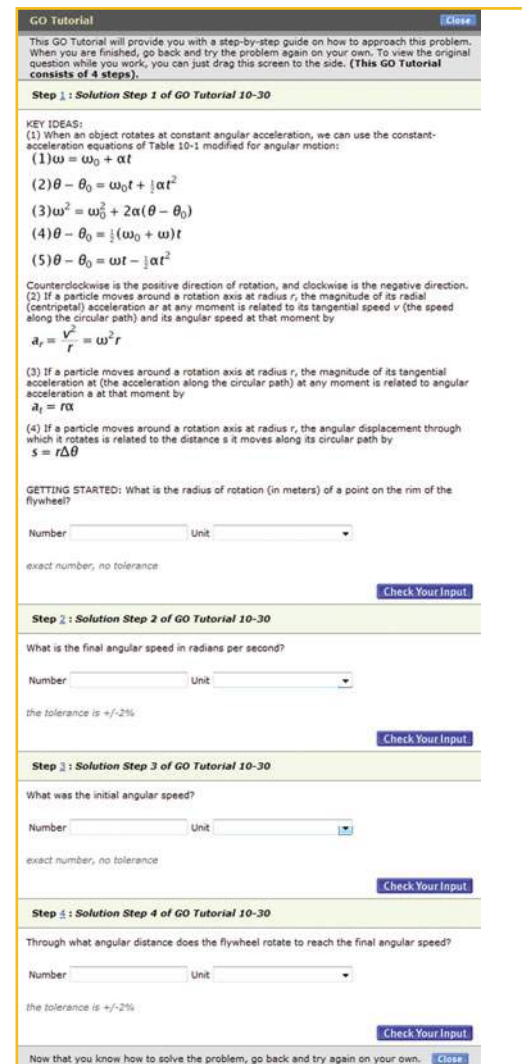 GO Tutorial
Close
This GO Tutorial will provide you with a step-by-step guide on how to approach this problem.
When you are finished, go back and try the problem again on your own. To view the original
question while you work, you can just drag this screen to the side. (This GO Tutorial
consists of 4 steps).
Step 1 : Solution Step 1 of GO Tutorial 10-30
KEY IDEAS:
(1) When an object rotates at constant angular acceleration, we can use the constant-
acceleration equations of Table 10-1 modified for angular motion:
(1)ω = ω₀ + αt
(2)θ − θ₀ = ω₀t + ½αt²
(3)ω² = ω₀² + 2α(θ − θ₀)
(4)θ − θ₀ = ½(ω₀ + ω)t
(5)θ − θ₀ = ωt − ½αt²
Counterclockwise is the positive direction of rotation, and clockwise is the negative direction.
(2) If a particle moves around a rotation axis at radius r, the magnitude of its radial
(centripetal) acceleration ar at any moment is related to its tangential speed v (the speed
along the circular path) and its angular speed at that moment by
aᵣ = v²/r = ω²r
(3) If a particle moves around a rotation axis at radius r, the magnitude of its tangential
acceleration at (the acceleration along the circular path) at any moment is related to angular
acceleration a at that moment by
aₜ = rα
(4) If a particle moves around a rotation axis at radius r, the angular displacement through
which it rotates is related to the distance s it moves along its circular path by
s = rΔθ
GETTING STARTED: What is the radius of rotation (in meters) of a point on the rim of the
flywheel?
Number Unit
exact number, no tolerance
Check Your Input
Step 2 : Solution Step 2 of GO Tutorial 10-30
What is the final angular speed in radians per second?
Number Unit
the tolerance is +/-2%
Check Your Input
Step 3 : Solution Step 3 of GO Tutorial 10-30
What was the initial angular speed?
Number Unit
exact number, no tolerance
Check Your Input
Step 4 : Solution Step 4 of GO Tutorial 10-30
Through what angular distance does the flywheel rotate to reach the final angular speed?
Number Unit
the tolerance is +/-2%
Check Your Input
Now that you know how to solve the problem, go back and try again on your own. Close